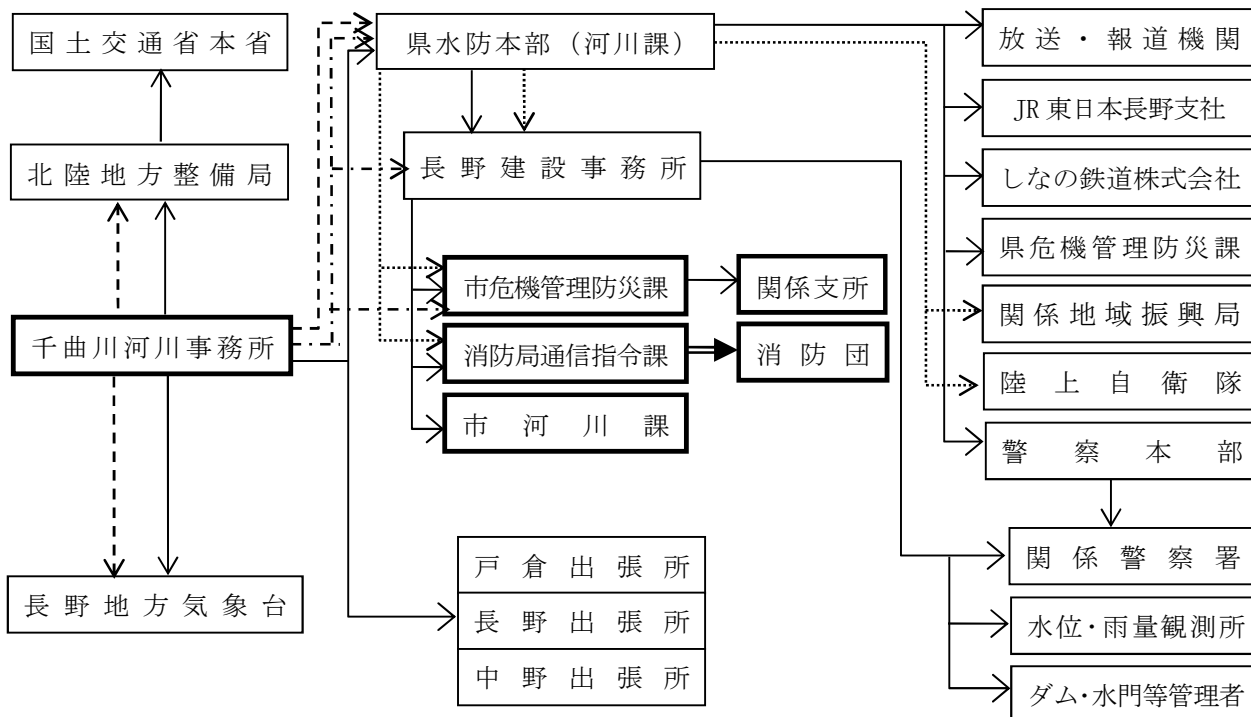 国土交通省本省
北陸地方整備局
千曲川河川事務所
長野地方気象台
県水防本部（河川課）
長野建設事務所
市危機管理防災課
関係支所
消防局通信指令課
消防団
市河川課
戸倉出張所
長野出張所
中野出張所
放送・報道機関
JR東日本長野支社
しなの鉄道株式会社
県危機管理防災課
関係地域振興局
陸上自衛隊
警察本部
関係警察署
水位・雨量観測所
ダム・水門等管理者